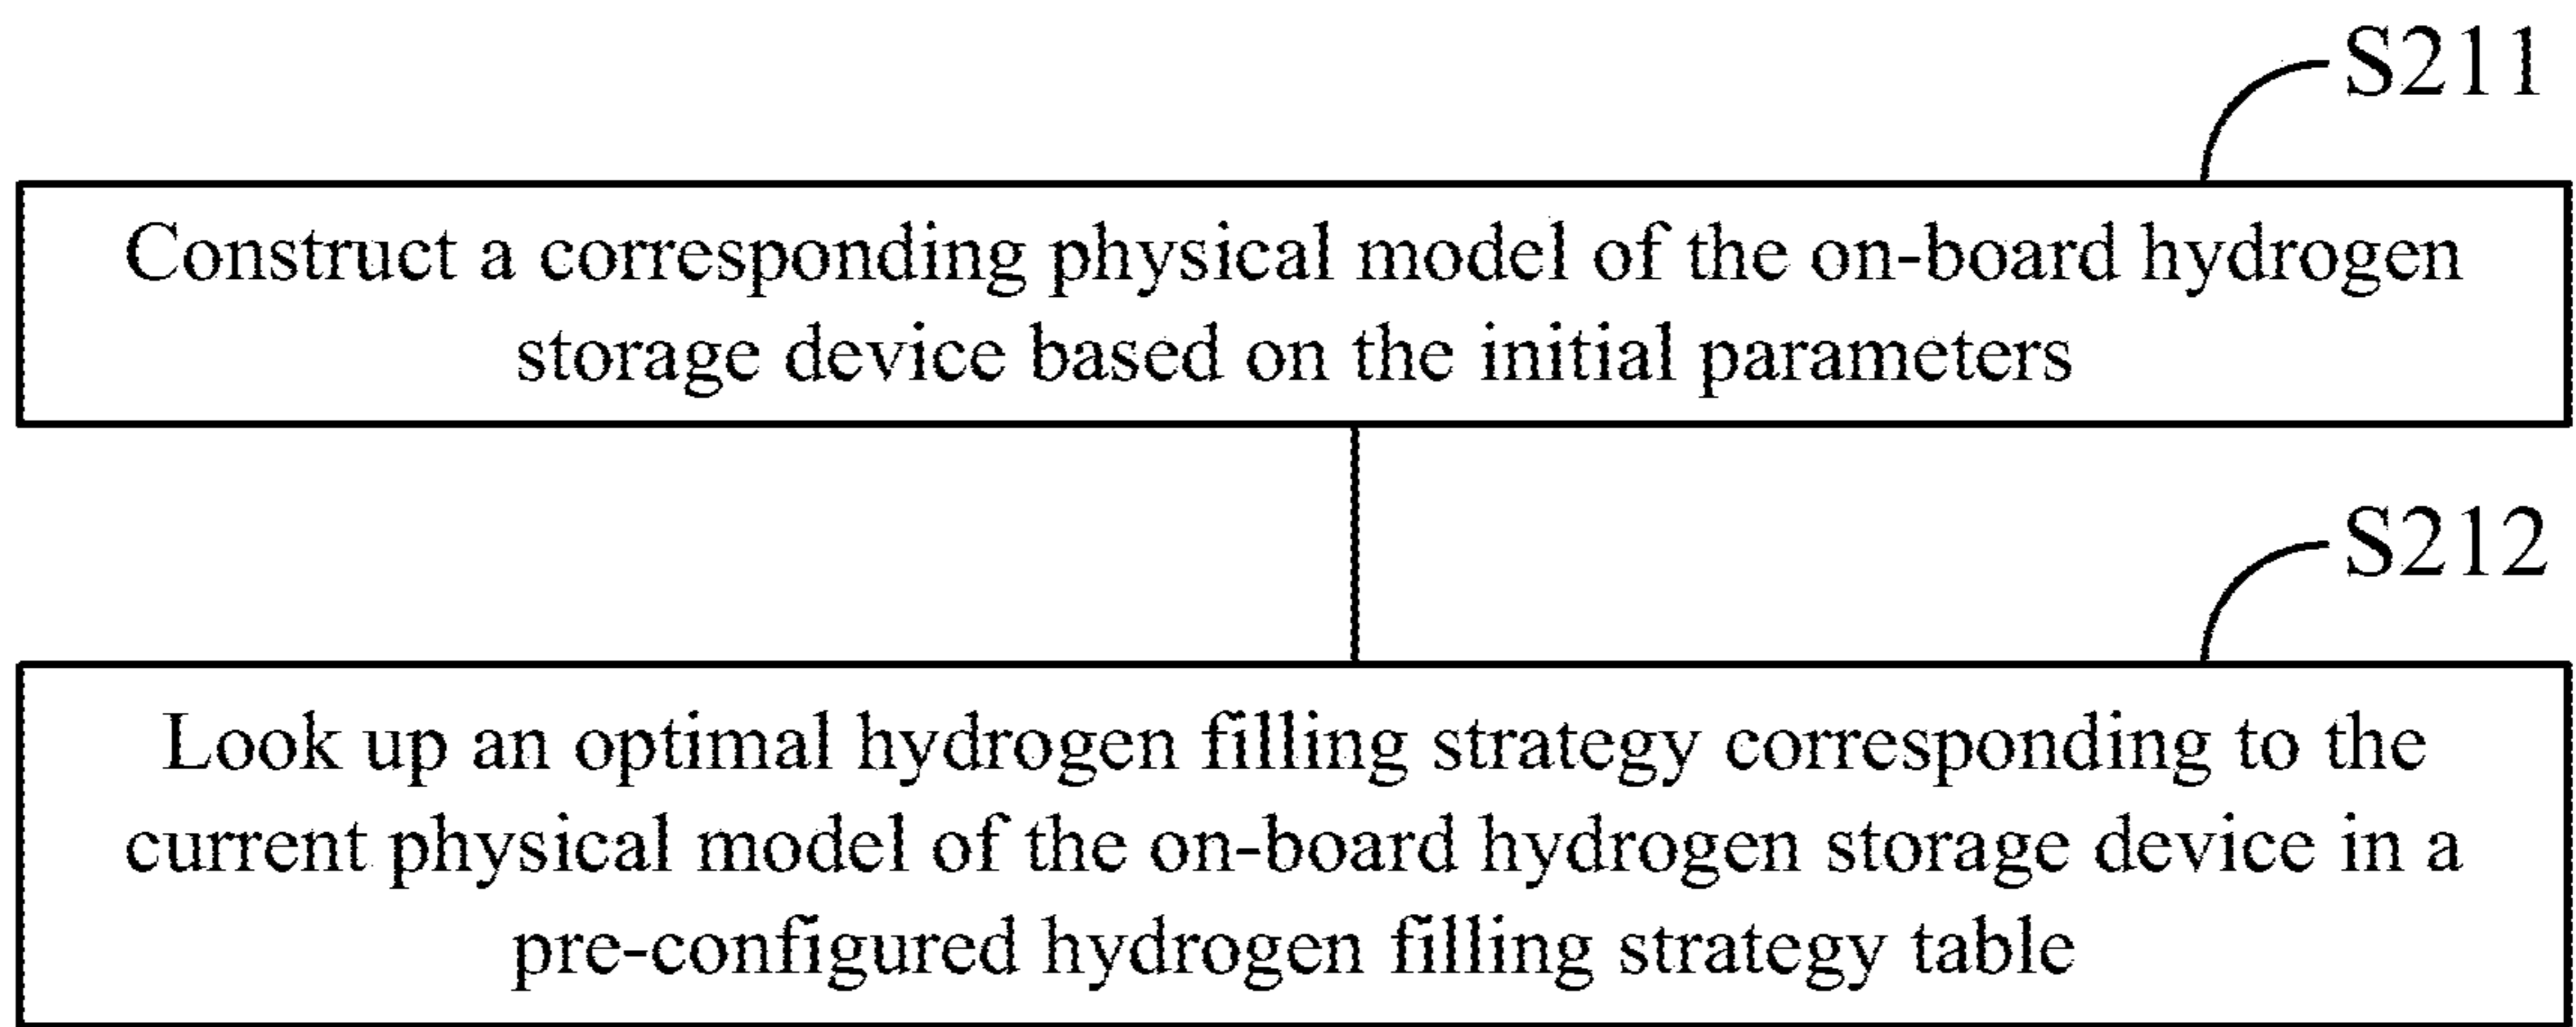 S211
Construct a corresponding physical model of the on-board hydrogen
storage device based on the initial parameters
S212
Look up an optimal hydrogen filling strategy corresponding to the
current physical model of the on-board hydrogen storage device in a
pre-configured hydrogen filling strategy table